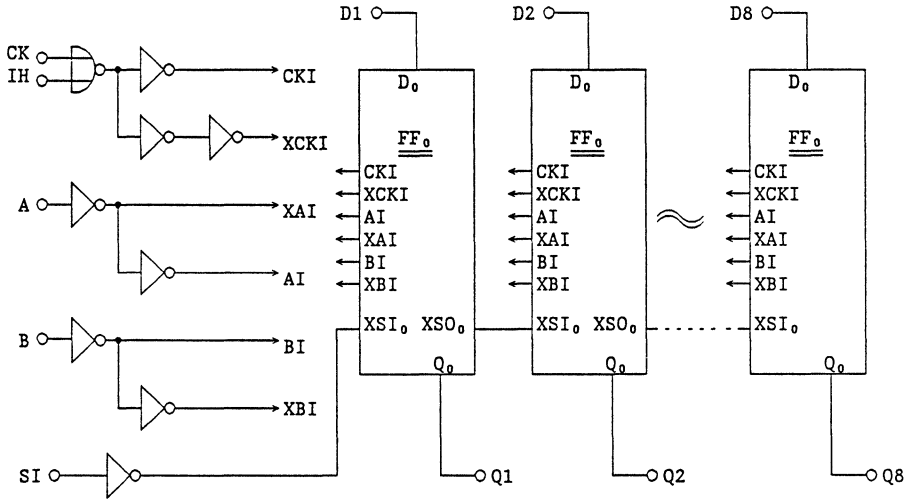 D1
D2
D8
CK
IH
CKI
XCKI
A
XAI
AI
B
BI
XBI
SI
D₀
FF₀
CKI
XCKI
AI
XAI
BI
XBI
XSI₀ XSO₀
Q₀
Q1
D₀
FF₀
CKI
XCKI
AI
XAI
BI
XBI
XSI₀ XSO₀
Q₀
Q2
D₀
FF₀
CKI
XCKI
AI
XAI
BI
XBI
XSI₀
Q₀
Q8